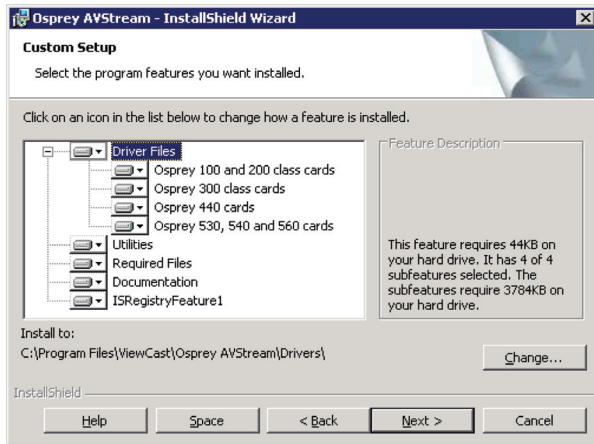 Osprey AVStream - InstallShield Wizard
Custom Setup
Select the program features you want installed.
Click on an icon in the list below to change how a feature is installed.
Driver Files
Osprey 100 and 200 class cards
Osprey 300 class cards
Osprey 440 cards
Osprey 530, 540 and 560 cards
Utilities
Required Files
Documentation
ISRegistryFeature1
Feature Description
This feature requires 44KB on
your hard drive. It has 4 of 4
subfeatures selected. The
subfeatures require 3784KB on
your hard drive.
Install to:
C:\Program Files\ViewCast\Osprey AVStream\Drivers\
Change...
InstallShield
Help
Space
< Back
Next >
Cancel